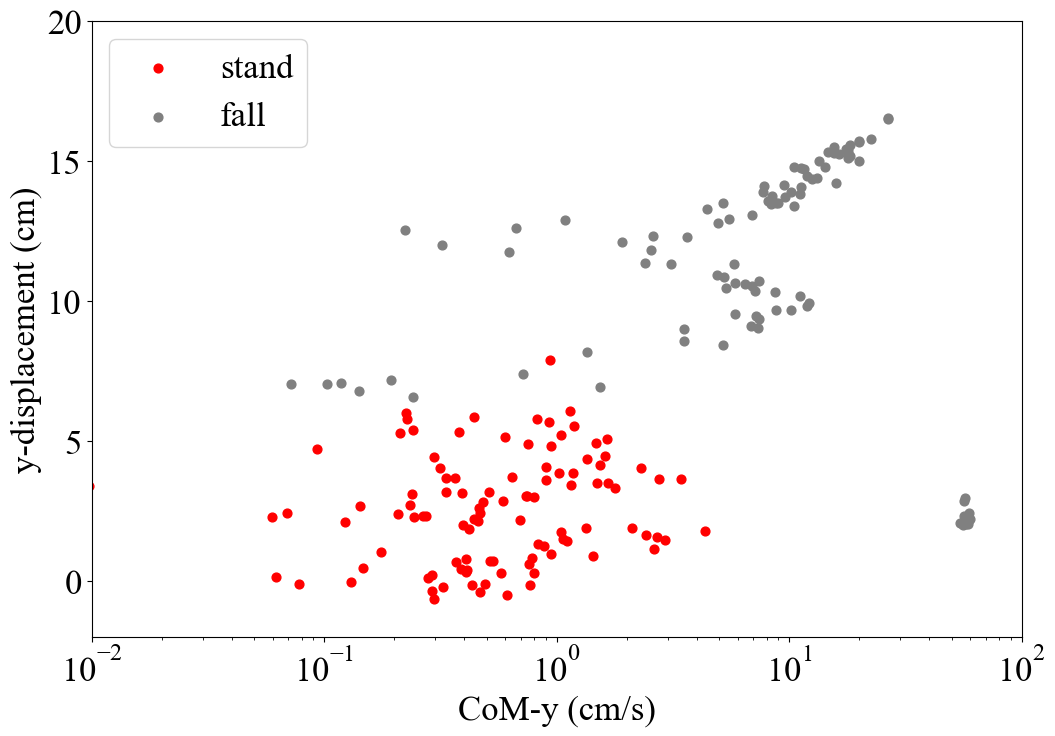 20
stand
fall
15
10
5
0
y-displacement (cm)
10⁻² 10⁻¹ 10⁰ 10¹ 10²
CoM-y (cm/s)